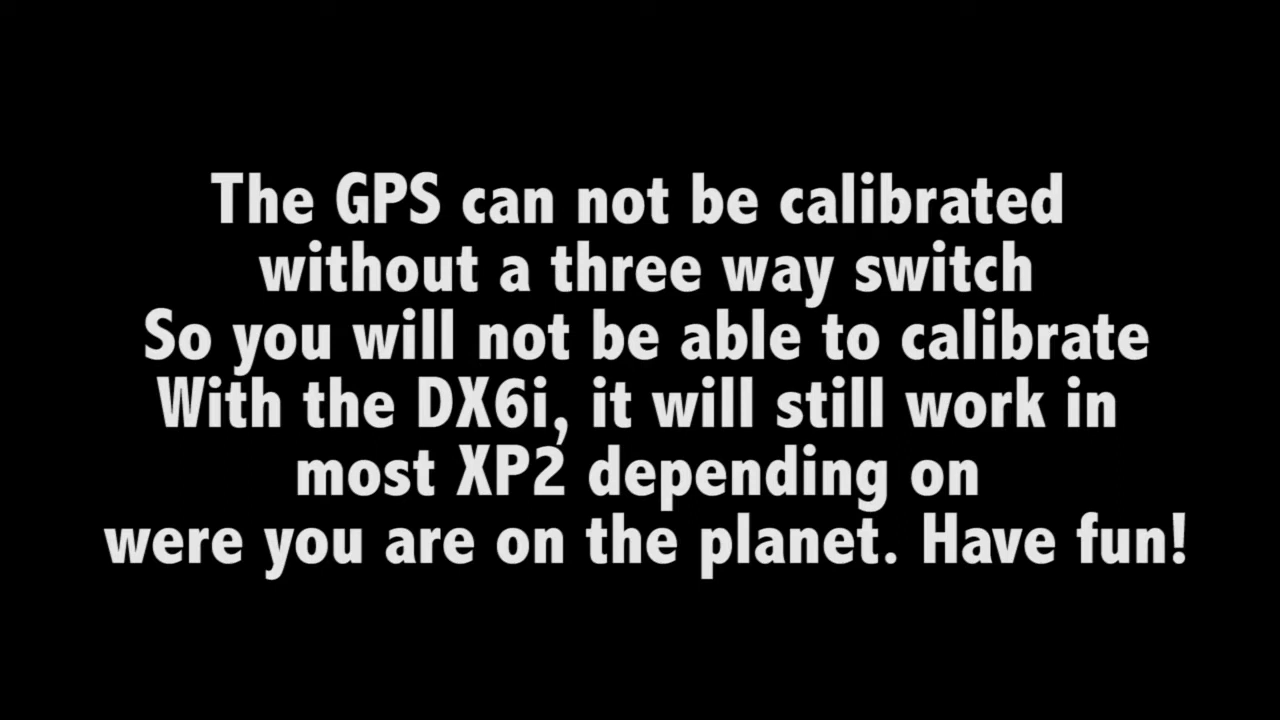 The GPS can not be calibrated
without a three way switch
So you will not be able to calibrate
With the DX6i, it will still work in
most XP2 depending on
were you are on the planet. Have fun!